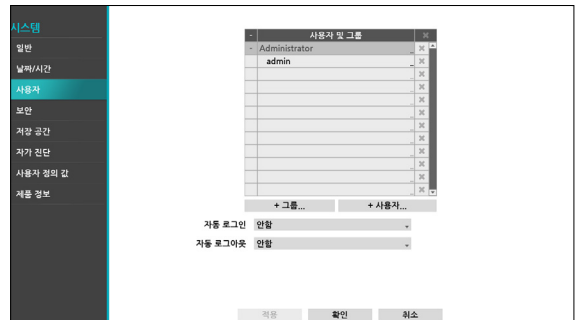 시스템
일반
날짜/시간
사용자
보안
저장 공간
자가 진단
사용자 정의 값
제품 정보
- 사용자 및 그룹
- Administrator
admin
+ 그룹... + 사용자...
자동 로그인 안함
자동 로그아웃 안함
적용 확인 취소